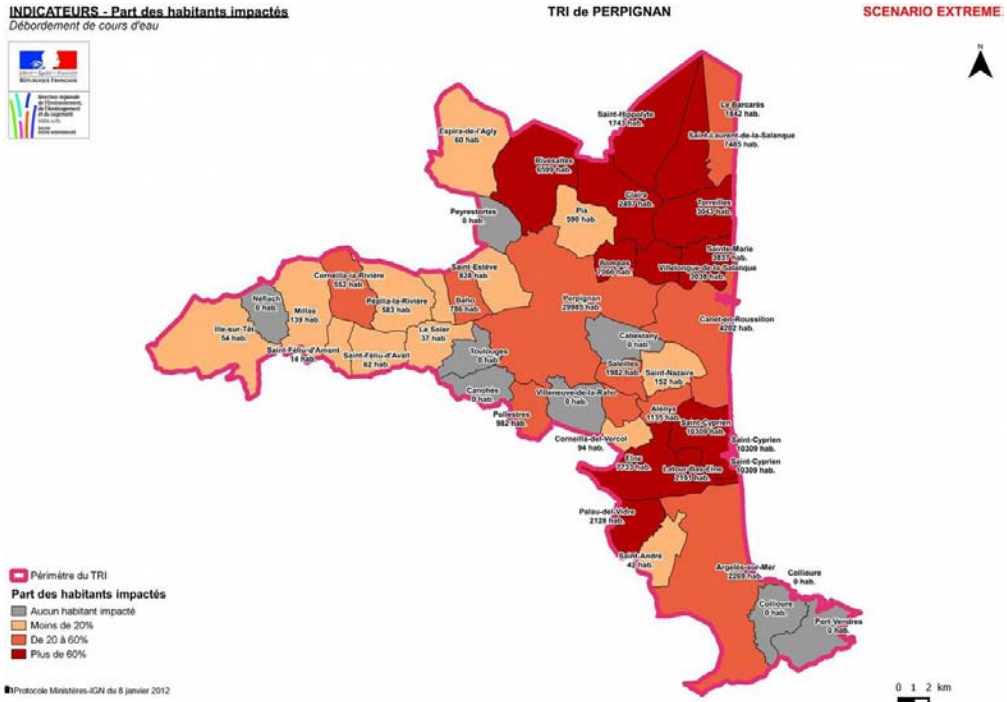 INDICATEURS - Part des habitants impactés
Débordement de cours d'eau
TRI de PERPIGNAN
SCENARIO EXTREME
RÉPUBLIQUE FRANÇAISE
N
Le Barcarès
1842 hab.
Saint-Hippolyte
1743 hab.
Saint-Laurent-de-la-Salanque
7465 hab.
Espira-de-l'Agly
60 hab.
Rivesaltes
6599 hab.
Claira
2497 hab.
Torreilles
3043 hab.
Pia
590 hab.
Peyrestortes
0 hab.
Sainte-Marie
3837 hab.
Bompas
7066 hab.
Villelongue-de-la-Salanque
3038 hab.
Saint-Estève
828 hab.
Corneilla-la-Rivière
552 hab.
Baho
786 hab.
Perpignan
29985 hab.
Pézilla-la-Rivière
583 hab.
Néfiach
0 hab.
Millas
139 hab.
Canet-en-Roussillon
4202 hab.
Ille-sur-Têt
54 hab.
Le Soler
37 hab.
Cabestany
0 hab.
Saint-Féliu-d'Amont
14 hab.
Saint-Féliu-d'Avall
62 hab.
Toulouges
0 hab.
Saleilles
1982 hab.
Saint-Nazaire
152 hab.
Canohès
0 hab.
Villeneuve-de-la-Raho
0 hab.
Alénya
1135 hab.
Pollestres
982 hab.
Saint-Cyprien
10309 hab.
Corneilla-del-Vercol
94 hab.
Saint-Cyprien
10309 hab.
Saint-Cyprien
10309 hab.
Elne
7733 hab.
Latour-Bas-Elne
2191 hab.
Palau-del-Vidre
2128 hab.
Saint-André
42 hab.
Argelès-sur-Mer
2269 hab.
Collioure
0 hab.
Collioure
0 hab.
Port-Vendres
0 hab.
Périmètre du TRI
Part des habitants impactés
Aucun habitant impacté
Moins de 20%
De 20 à 60%
Plus de 60%
Protocole Ministères-IGN du 8 janvier 2012
0 1 2 km